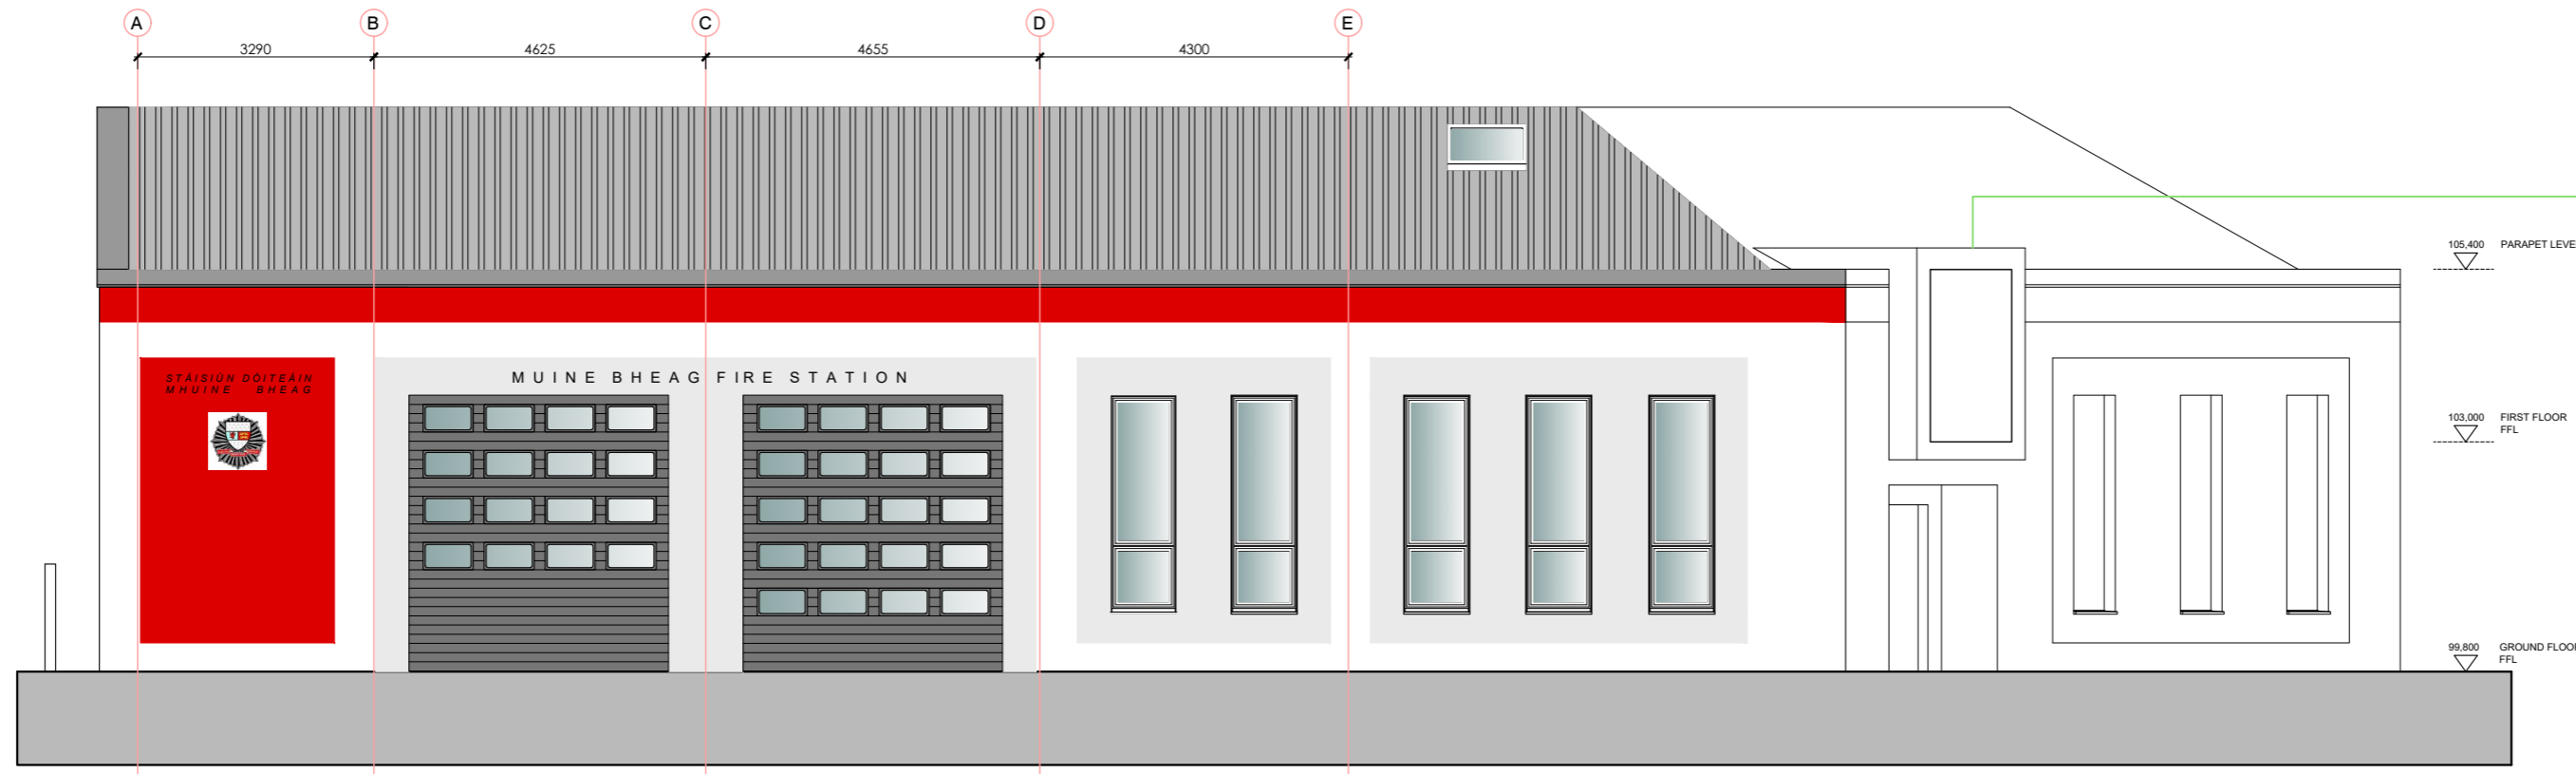 A B C D E
3290 4625 4655 4300
105,400 PARAPET LEVE
STÁISIÚN DÓITEÁIN
MHUINE BHEAG
MUINE BHEAG FIRE STATION
103,000 FIRST FLOOR
FFL
99,800 GROUND FLOOR
FFL